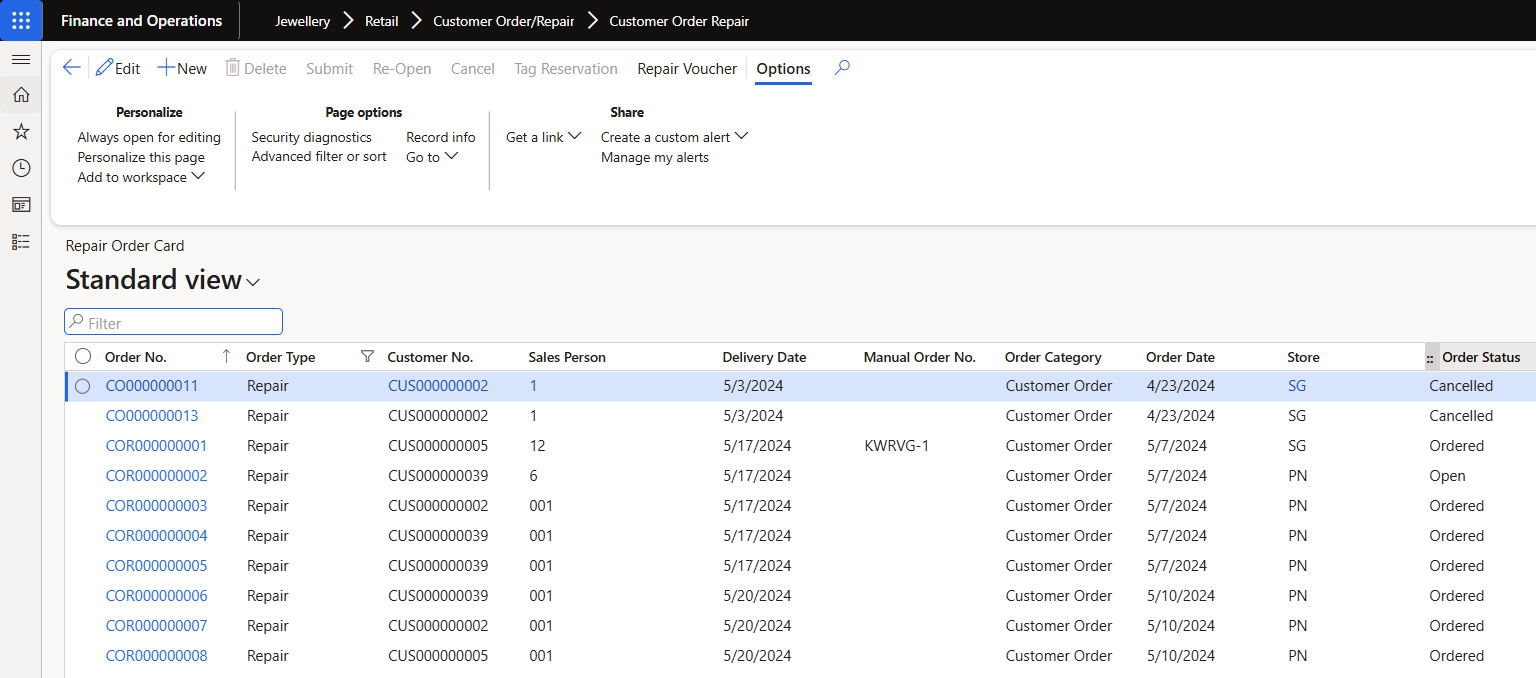 Finance and Operations Jewellery Retail Customer Order/Repair Customer Order Repair
Edit New Delete Submit Re-Open Cancel Tag Reservation Repair Voucher Options
Personalize Page options Share
Always open for editing Security diagnostics Record info Get a link Create a custom alert
Personalize this page Advanced filter or sort Go to Manage my alerts
Add to workspace
Repair Order Card
Standard view
Filter
Order No. Order Type Customer No. Sales Person Delivery Date Manual Order No. Order Category Order Date Store Order Status
CO000000011 Repair CUS000000002 1 5/3/2024 Customer Order 4/23/2024 SG Cancelled
CO000000013 Repair CUS000000002 1 5/3/2024 Customer Order 4/23/2024 SG Cancelled
COR000000001 Repair CUS000000005 12 5/17/2024 KWRVG-1 Customer Order 5/7/2024 SG Ordered
COR000000002 Repair CUS000000039 6 5/17/2024 Customer Order 5/7/2024 PN Open
COR000000003 Repair CUS000000002 001 5/17/2024 Customer Order 5/7/2024 PN Ordered
COR000000004 Repair CUS000000039 001 5/17/2024 Customer Order 5/7/2024 PN Ordered
COR000000005 Repair CUS000000039 001 5/17/2024 Customer Order 5/7/2024 PN Ordered
COR000000006 Repair CUS000000039 001 5/20/2024 Customer Order 5/10/2024 PN Ordered
COR000000007 Repair CUS000000002 001 5/20/2024 Customer Order 5/10/2024 PN Ordered
COR000000008 Repair CUS000000005 001 5/20/2024 Customer Order 5/10/2024 PN Ordered